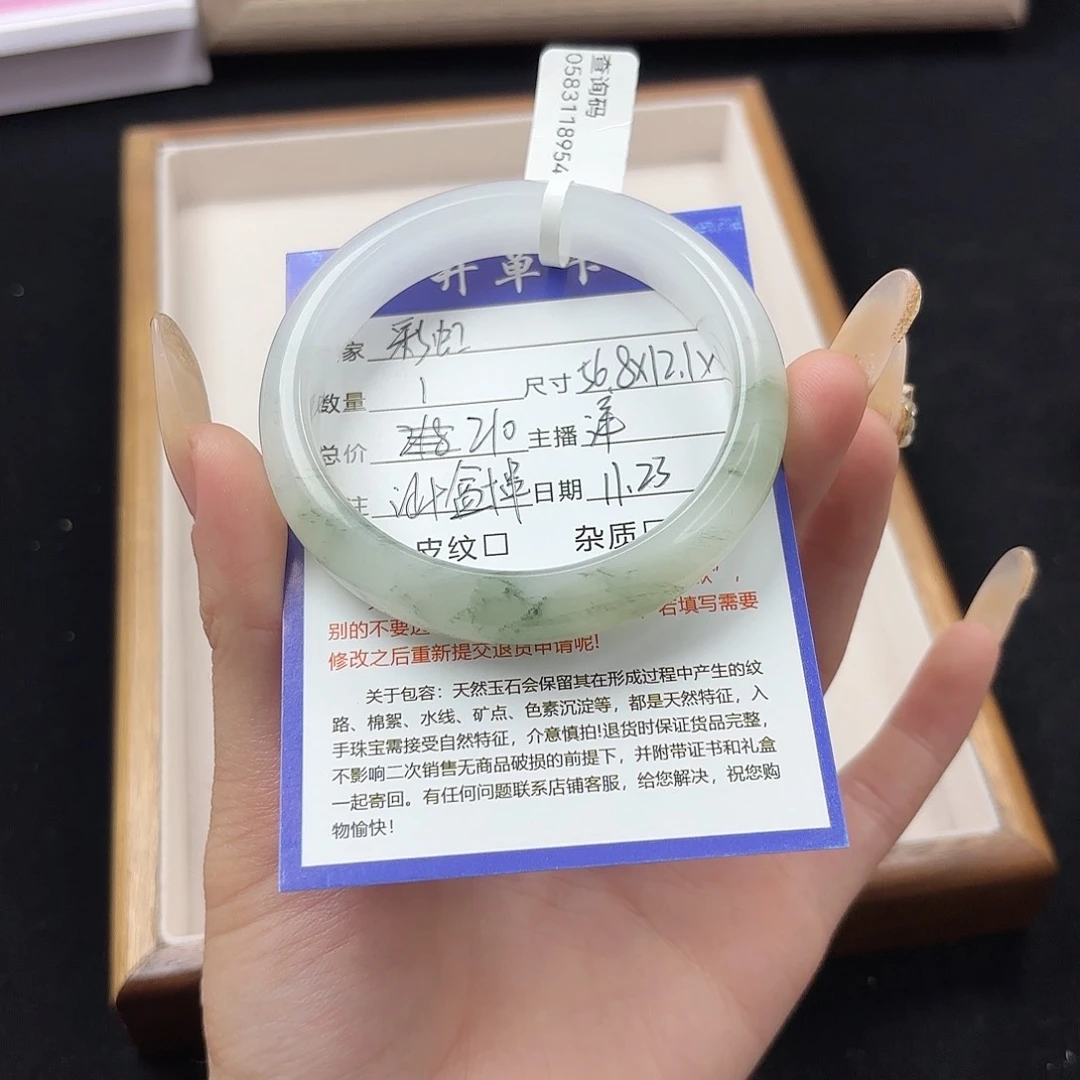 查询码
0583118954
开单卡
家 彩虹
数量 1 尺寸 56.8x12.1x
总价 210 主播 洋
注 日期 11.23
皮纹口 杂质
别的不要选 若填写需要
修改之后重新提交退货申请呢!
关于包容：天然玉石会保留其在形成过程中产生的纹
路、棉絮、水线、矿点、色素沉淀等，都是天然特征，入
手珠宝需接受自然特征，介意慎拍!退货时保证货品完整，
不影响二次销售无商品破损的前提下，并附带证书和礼盒
一起寄回。有任何问题联系店铺客服，给您解决，祝您购
物愉快！